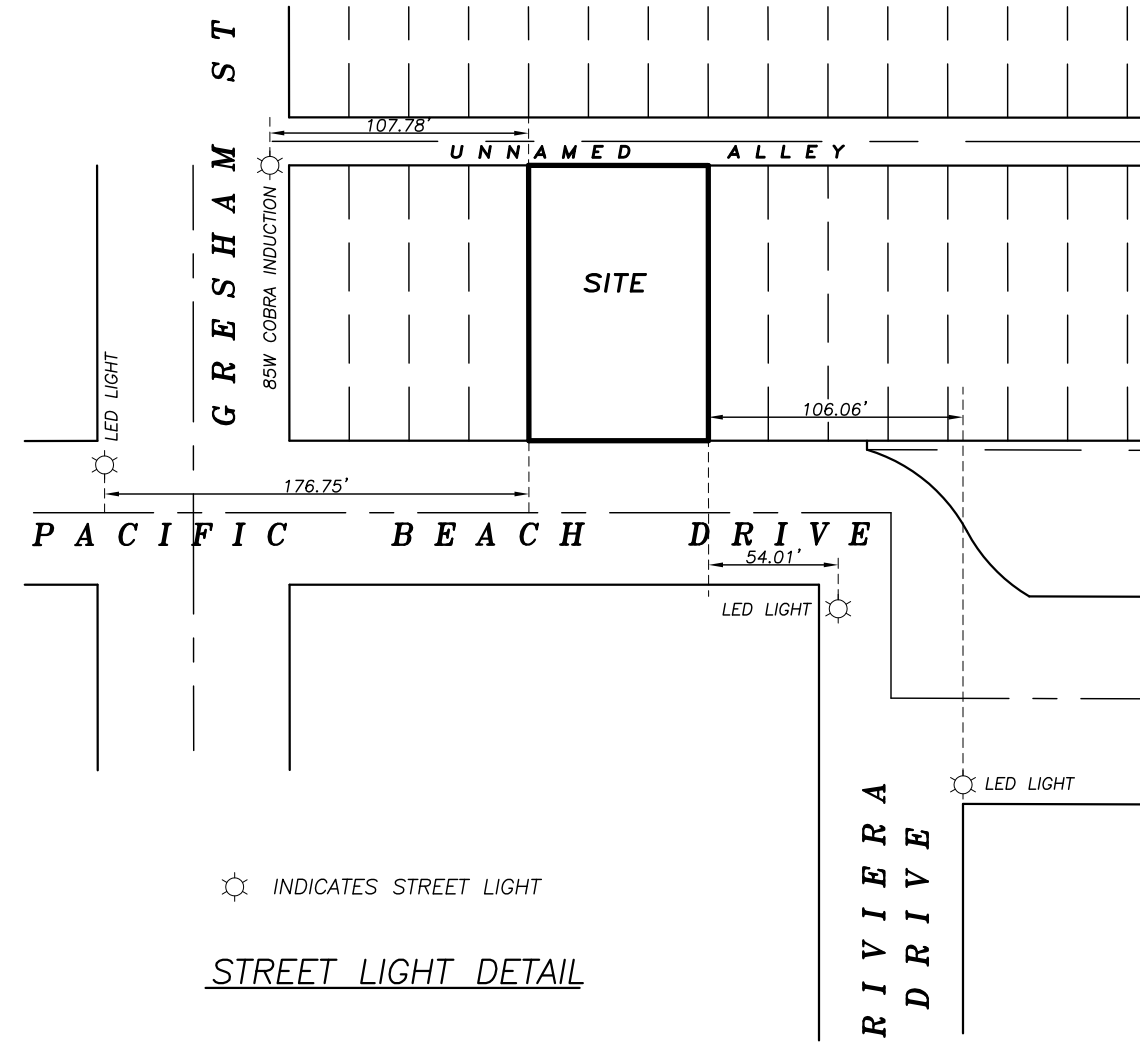 GRESHAM ST
107.78'
UNNAMED ALLEY
85W COBRA INDUCTION
SITE
LED LIGHT
106.06'
176.75'
PACIFIC BEACH DRIVE
54.01'
LED LIGHT
LED LIGHT
RIVIERA
DRIVE
INDICATES STREET LIGHT
STREET LIGHT DETAIL